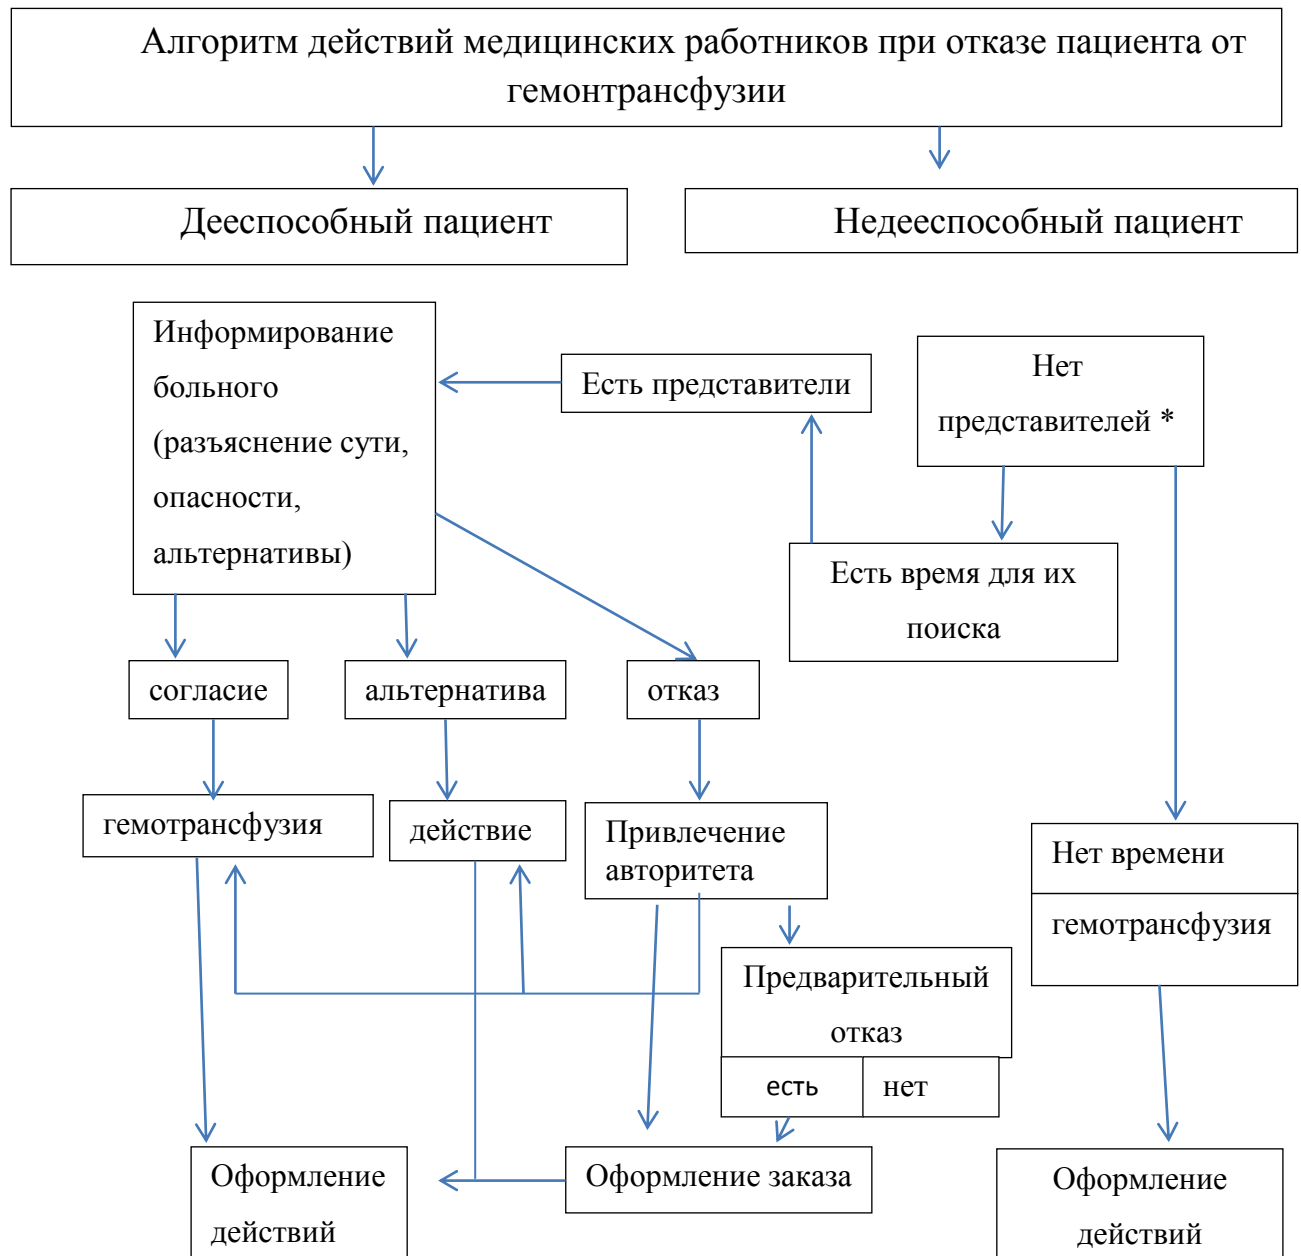 Алгоритм действий медицинских работников при отказе пациента от
гемонтрансфузии
Дееспособный пациент
Недееспособный пациент
Информирование
больного
(разъяснение сути,
опасности,
альтернативы)
Есть представители
Нет
представителей *
Есть время для их
поиска
согласие
альтернатива
отказ
гемотрансфузия
действие
Привлечение
авторитета
Нет времени
гемотрансфузия
Предварительный
отказ
есть
нет
Оформление
действий
Оформление заказа
Оформление
действий